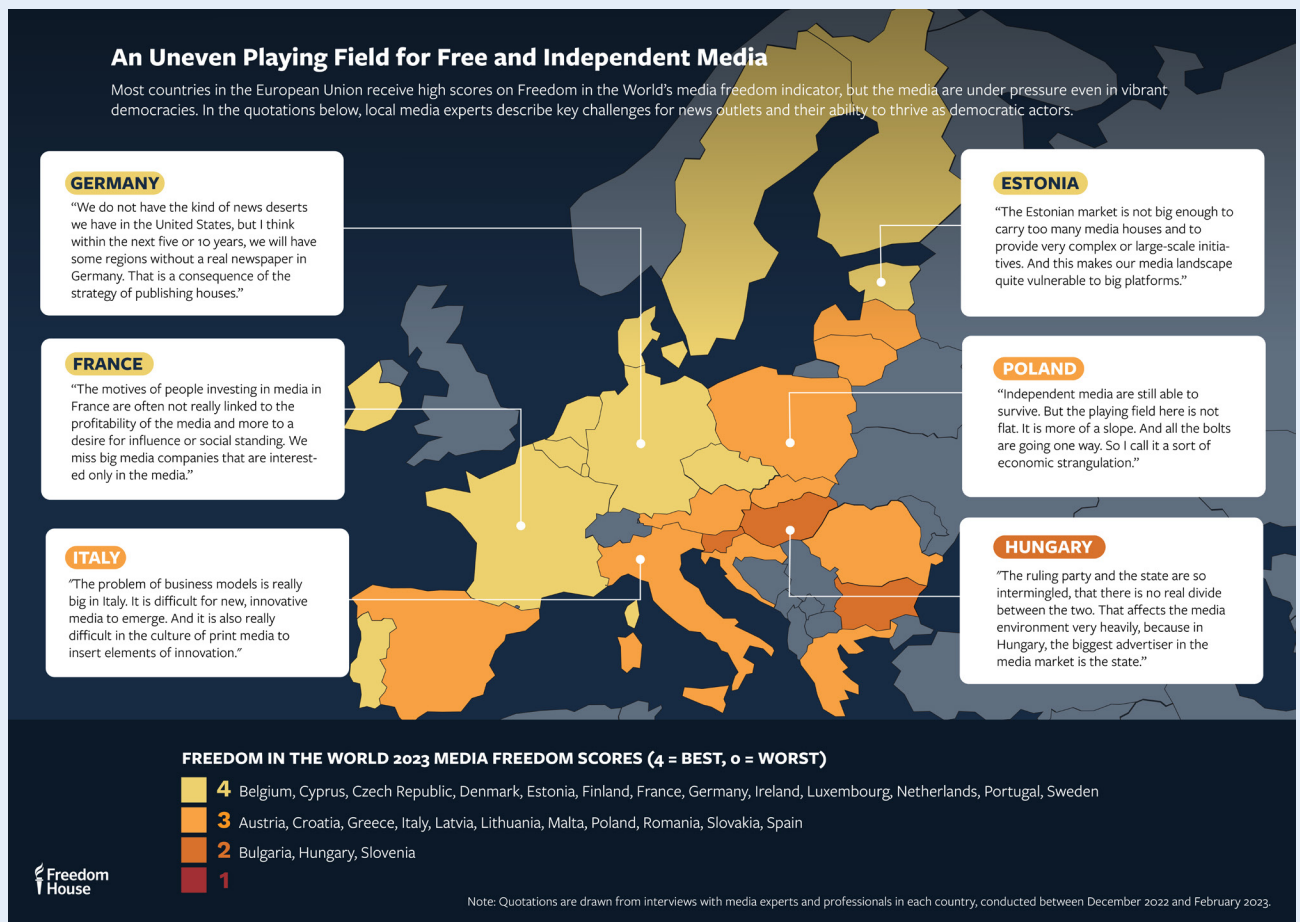 An Uneven Playing Field for Free and Independent Media
Most countries in the European Union receive high scores on Freedom in the World's media freedom indicator, but the media are under pressure even in vibrant
democracies. In the quotations below, local media experts describe key challenges for news outlets and their ability to thrive as democratic actors.
GERMANY
“We do not have the kind of news deserts
we have in the United States, but I think
within the next five or 10 years, we will have
some regions without a real newspaper in
Germany. That is a consequence of the
strategy of publishing houses.”
FRANCE
“The motives of people investing in media in
France are often not really linked to the
profitability of the media and more to a
desire for influence or social standing. We
miss big media companies that are interest-
ed only in the media.”
ITALY
"The problem of business models is really
big in Italy. It is difficult for new, innovative
media to emerge. And it is also really
difficult in the culture of print media to
insert elements of innovation."
ESTONIA
“The Estonian market is not big enough to
carry too many media houses and to
provide very complex or large-scale initia-
tives. And this makes our media landscape
quite vulnerable to big platforms.”
POLAND
“Independent media are still able to
survive. But the playing field here is not
flat. It is more of a slope. And all the bolts
are going one way. So I call it a sort of
economic strangulation.”
HUNGARY
"The ruling party and the state are so
intermingled, that there is no real divide
between the two. That affects the media
environment very heavily, because in
Hungary, the biggest advertiser in the
media market is the state.”
FREEDOM IN THE WORLD 2023 MEDIA FREEDOM SCORES (4 = BEST, 0 = WORST)
4 Belgium, Cyprus, Czech Republic, Denmark, Estonia, Finland, France, Germany, Ireland, Luxembourg, Netherlands, Portugal, Sweden
3 Austria, Croatia, Greece, Italy, Latvia, Lithuania, Malta, Poland, Romania, Slovakia, Spain
2 Bulgaria, Hungary, Slovenia
1
Freedom
House
Note: Quotations are drawn from interviews with media experts and professionals in each country, conducted between December 2022 and February 2023.